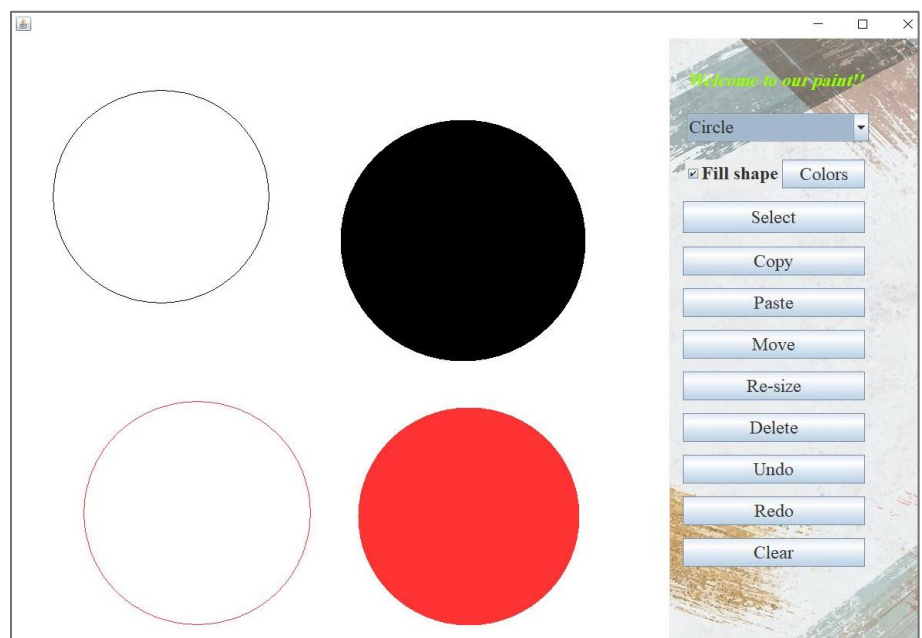 Welcome to our paint!!
Circle
Fill shape Colors
Select
Copy
Paste
Move
Re-size
Delete
Undo
Redo
Clear